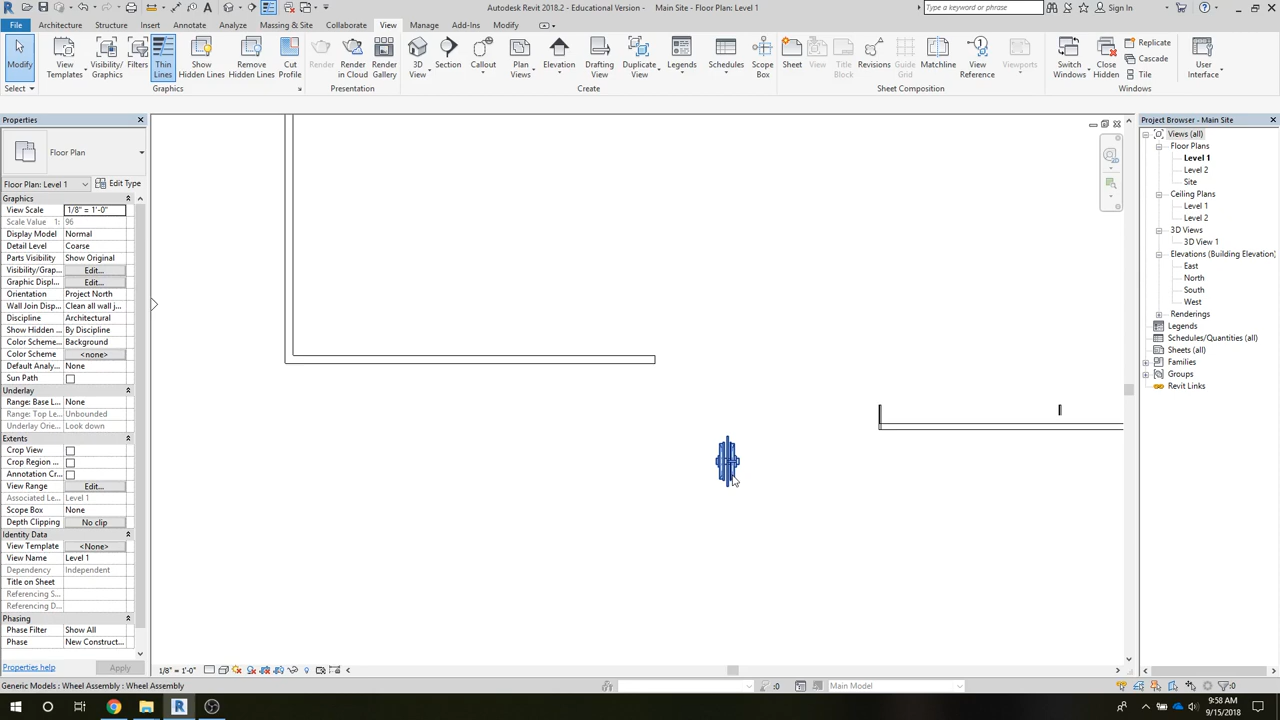 Autodesk Revit 2018.2 - Educational Version - Main Site - Floor Plan: Level 1
Type a keyword or phrase
Sign In
File Architecture Structure Insert Annotate Analyze Massing & Site Collaborate View Manage Add-Ins Modify
Modify
View Templates
Visibility/ Graphics
Filters
Thin Lines
Show Hidden Lines
Remove Hidden Lines
Cut Profile
Render
Render in Cloud
Render Gallery
3D View
Section
Callout
Plan Views
Elevation
Drafting View
Duplicate View
Legends
Schedules
Scope Box
Sheet
View
Title Block
Revisions
Guide Grid
Matchline
View Reference
Viewports
Switch Windows
Close Hidden
Replicate
Cascade
Tile
User Interface
Select
Graphics
Presentation
Create
Sheet Composition
Windows
Properties
Floor Plan
Floor Plan: Level 1
Edit Type
Graphics
View Scale 1/8" = 1'-0"
Scale Value 1: 96
Display Model Normal
Detail Level Coarse
Parts Visibility Show Original
Visibility/Grap... Edit...
Graphic Displ... Edit...
Orientation Project North
Wall Join Disp... Clean all wall j...
Discipline Architectural
Show Hidden ... By Discipline
Color Scheme ... Background
Color Scheme <none>
Default Analy... None
Sun Path
Underlay
Range: Base L... None
Range: Top Le... Unbounded
Underlay Orie... Look down
Extents
Crop View
Crop Region ...
Annotation Cr...
View Range Edit...
Associated Le... Level 1
Scope Box None
Depth Clipping No clip
Identity Data
View Template <None>
View Name Level 1
Dependency Independent
Title on Sheet
Referencing S...
Referencing D...
Phasing
Phase Filter Show All
Phase New Construct...
Properties help
Apply
Project Browser - Main Site
Views (all)
Floor Plans
Level 1
Level 2
Site
Ceiling Plans
Level 1
Level 2
3D Views
3D View 1
Elevations (Building Elevation)
East
North
South
West
Renderings
Legends
Schedules/Quantities (all)
Sheets (all)
Families
Groups
Revit Links
1/8" = 1'-0"
Generic Models : Wheel Assembly : Wheel Assembly
:0
Main Model
:0
9:58 AM
9/15/2018